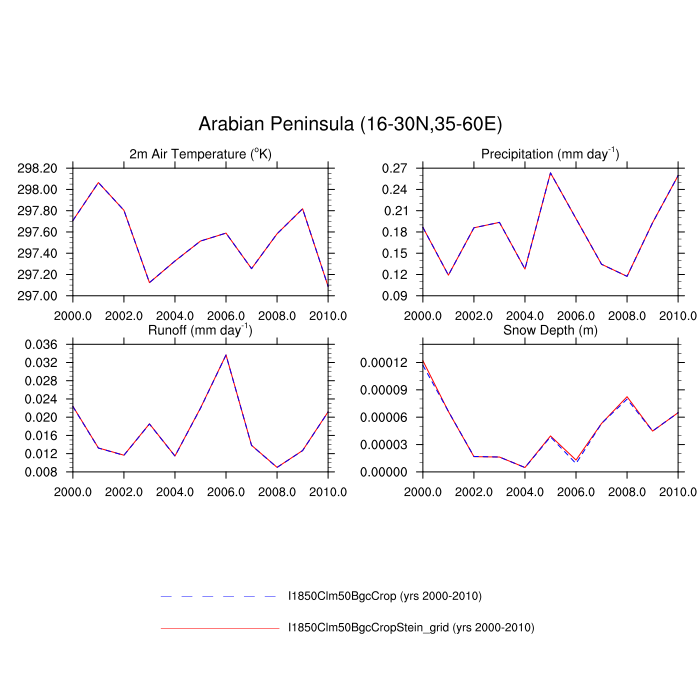 Arabian Peninsula (16-30N,35-60E)
2m Air Temperature (°K)
298.20
298.00
297.80
297.60
297.40
297.20
297.00
2000.0 2002.0 2004.0 2006.0 2008.0 2010.0
Precipitation (mm day⁻¹)
0.27
0.24
0.21
0.18
0.15
0.12
0.09
2000.0 2002.0 2004.0 2006.0 2008.0 2010.0
Runoff (mm day⁻¹)
0.036
0.032
0.028
0.024
0.020
0.016
0.012
0.008
2000.0 2002.0 2004.0 2006.0 2008.0 2010.0
Snow Depth (m)
0.00012
0.00009
0.00006
0.00003
0.00000
2000.0 2002.0 2004.0 2006.0 2008.0 2010.0
I1850Clm50BgcCrop (yrs 2000-2010)
I1850Clm50BgcCropStein_grid (yrs 2000-2010)